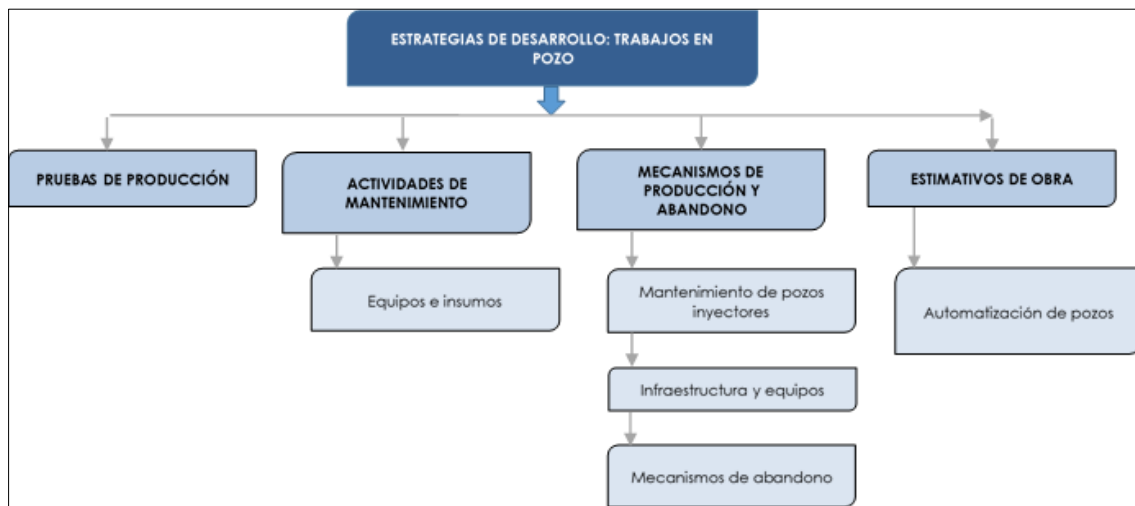 ESTRATEGIAS DE DESARROLLO: TRABAJOS EN
POZO
PRUEBAS DE PRODUCCIÓN
ACTIVIDADES DE
MANTENIMIENTO
Equipos e insumos
MECANISMOS DE
PRODUCCIÓN Y
ABANDONO
Mantenimiento de pozos
inyectores
Infraestructura y equipos
Mecanismos de abandono
ESTIMATIVOS DE OBRA
Automatización de pozos